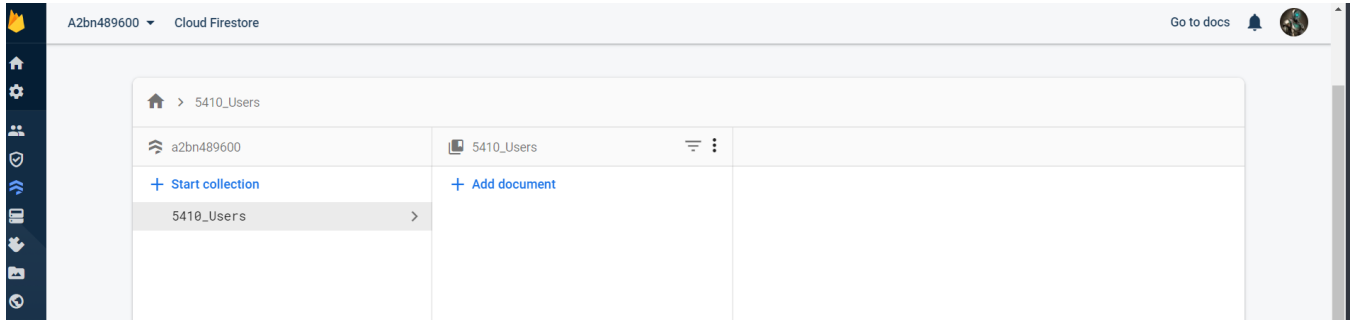 A2bn489600 Cloud Firestore Go to docs
5410_Users
a2bn489600 5410_Users
+ Start collection + Add document
5410_Users